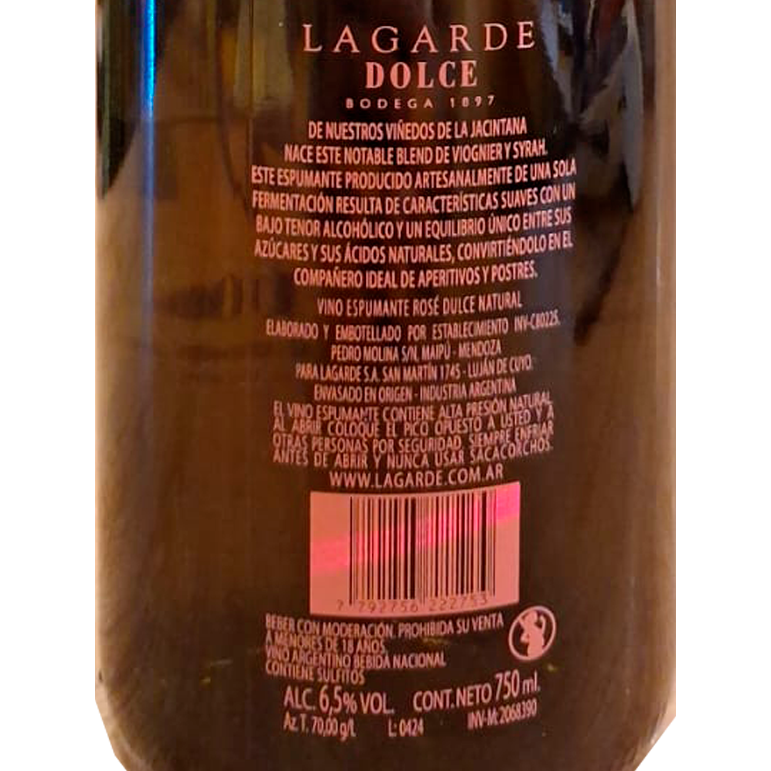 LAGARDE
DOLCE
BODEGA 1897
DE NUESTROS VIÑEDOS DE LA JACINTANA
NACE ESTE NOTABLE BLEND DE VIOGNIER Y SYRAH.
ESTE ESPUMANTE PRODUCIDO ARTESANALMENTE DE UNA SOLA
FERMENTACIÓN RESULTA DE CARACTERÍSTICAS SUAVES CON UN
BAJO TENOR ALCOHÓLICO Y UN EQUILIBRIO ÚNICO ENTRE SUS
AZÚCARES Y SUS ÁCIDOS NATURALES, CONVIRTIÉNDOLO EN EL
COMPAÑERO IDEAL DE APERITIVOS Y POSTRES.
VINO ESPUMANTE ROSÉ DULCE NATURAL
ELABORADO Y EMBOTELLADO POR ESTABLECIMIENTO INV-C80225.
PEDRO MOLINA S/N, MAIPÚ - MENDOZA
PARA LAGARDE S.A. SAN MARTÍN 1745 - LUJÁN DE CUYO.
ENVASADO EN ORIGEN - INDUSTRIA ARGENTINA
EL VINO ESPUMANTE CONTIENE ALTA PRESIÓN NATURAL,
AL ABRIR COLOQUE EL PICO OPUESTO A USTED Y A
OTRAS PERSONAS POR SEGURIDAD. SIEMPRE ENFRIAR
ANTES DE ABRIR Y NUNCA USAR SACACORCHOS.
WWW.LAGARDE.COM.AR
7 792756 222753
BEBER CON MODERACIÓN. PROHIBIDA SU VENTA
A MENORES DE 18 AÑOS.
VINO ARGENTINO BEBIDA NACIONAL
CONTIENE SULFITOS
ALC. 6,5% VOL. CONT. NETO 750 ml.
Az. T. 70,00 g/L L: 0424 INV-M: 2068390